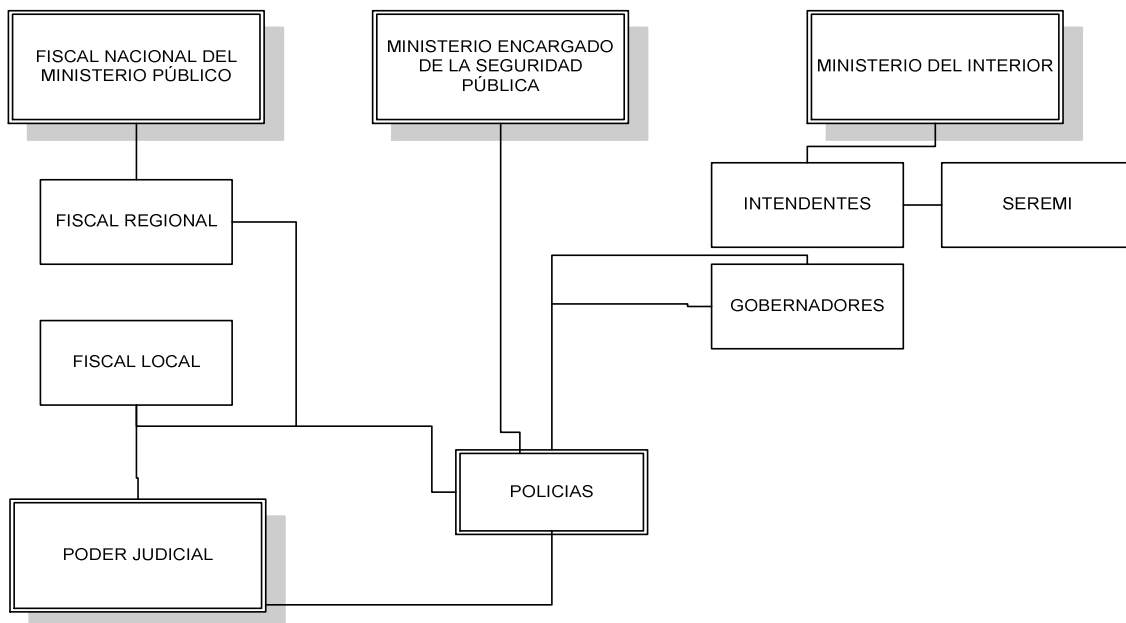 FISCAL NACIONAL DEL
MINISTERIO PÚBLICO
MINISTERIO ENCARGADO
DE LA SEGURIDAD
PÚBLICA
MINISTERIO DEL INTERIOR
FISCAL REGIONAL
INTENDENTES
SEREMI
GOBERNADORES
FISCAL LOCAL
POLICIAS
PODER JUDICIAL